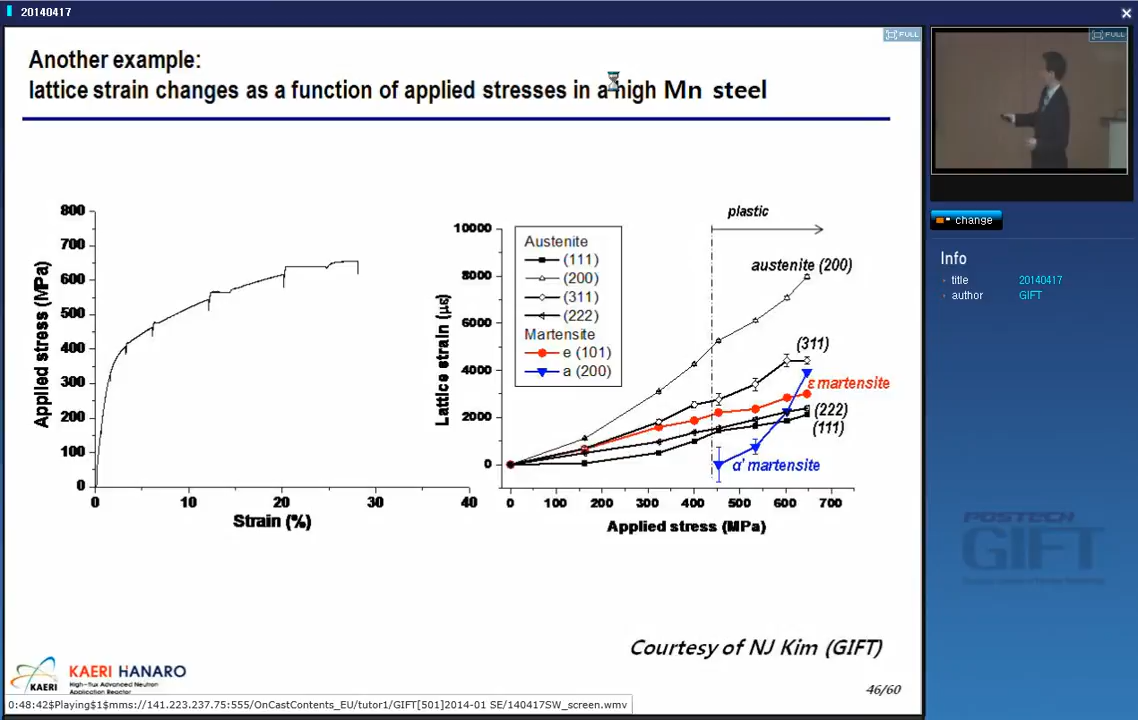 20140417
FULL
FULL
Another example:
lattice strain changes as a function of applied stresses in a high Mn steel
change
Info
title 20140417
author GIFT
800
700
600
500
400
300
200
100
0
0 10 20 30 40
Applied stress (MPa)
Strain (%)
10000
8000
6000
4000
2000
0
0 100 200 300 400 500 600 700
Lattice strain (με)
Applied stress (MPa)
Austenite
(111)
(200)
(311)
(222)
Martensite
e (101)
a (200)
plastic
austenite (200)
(311)
ε martensite
(222)
(111)
α' martensite
POSTECH
GIFT
Courtesy of NJ Kim (GIFT)
KAERI
KAERI HANARO
High-flux Advanced Neutron
Application Reactor
46/60
0:48:42$Playing$1$mms://141.223.237.75:555/OnCastContents_EU/tutor1/GIFT[501]2014-01 SE/140417SW_screen.wmv